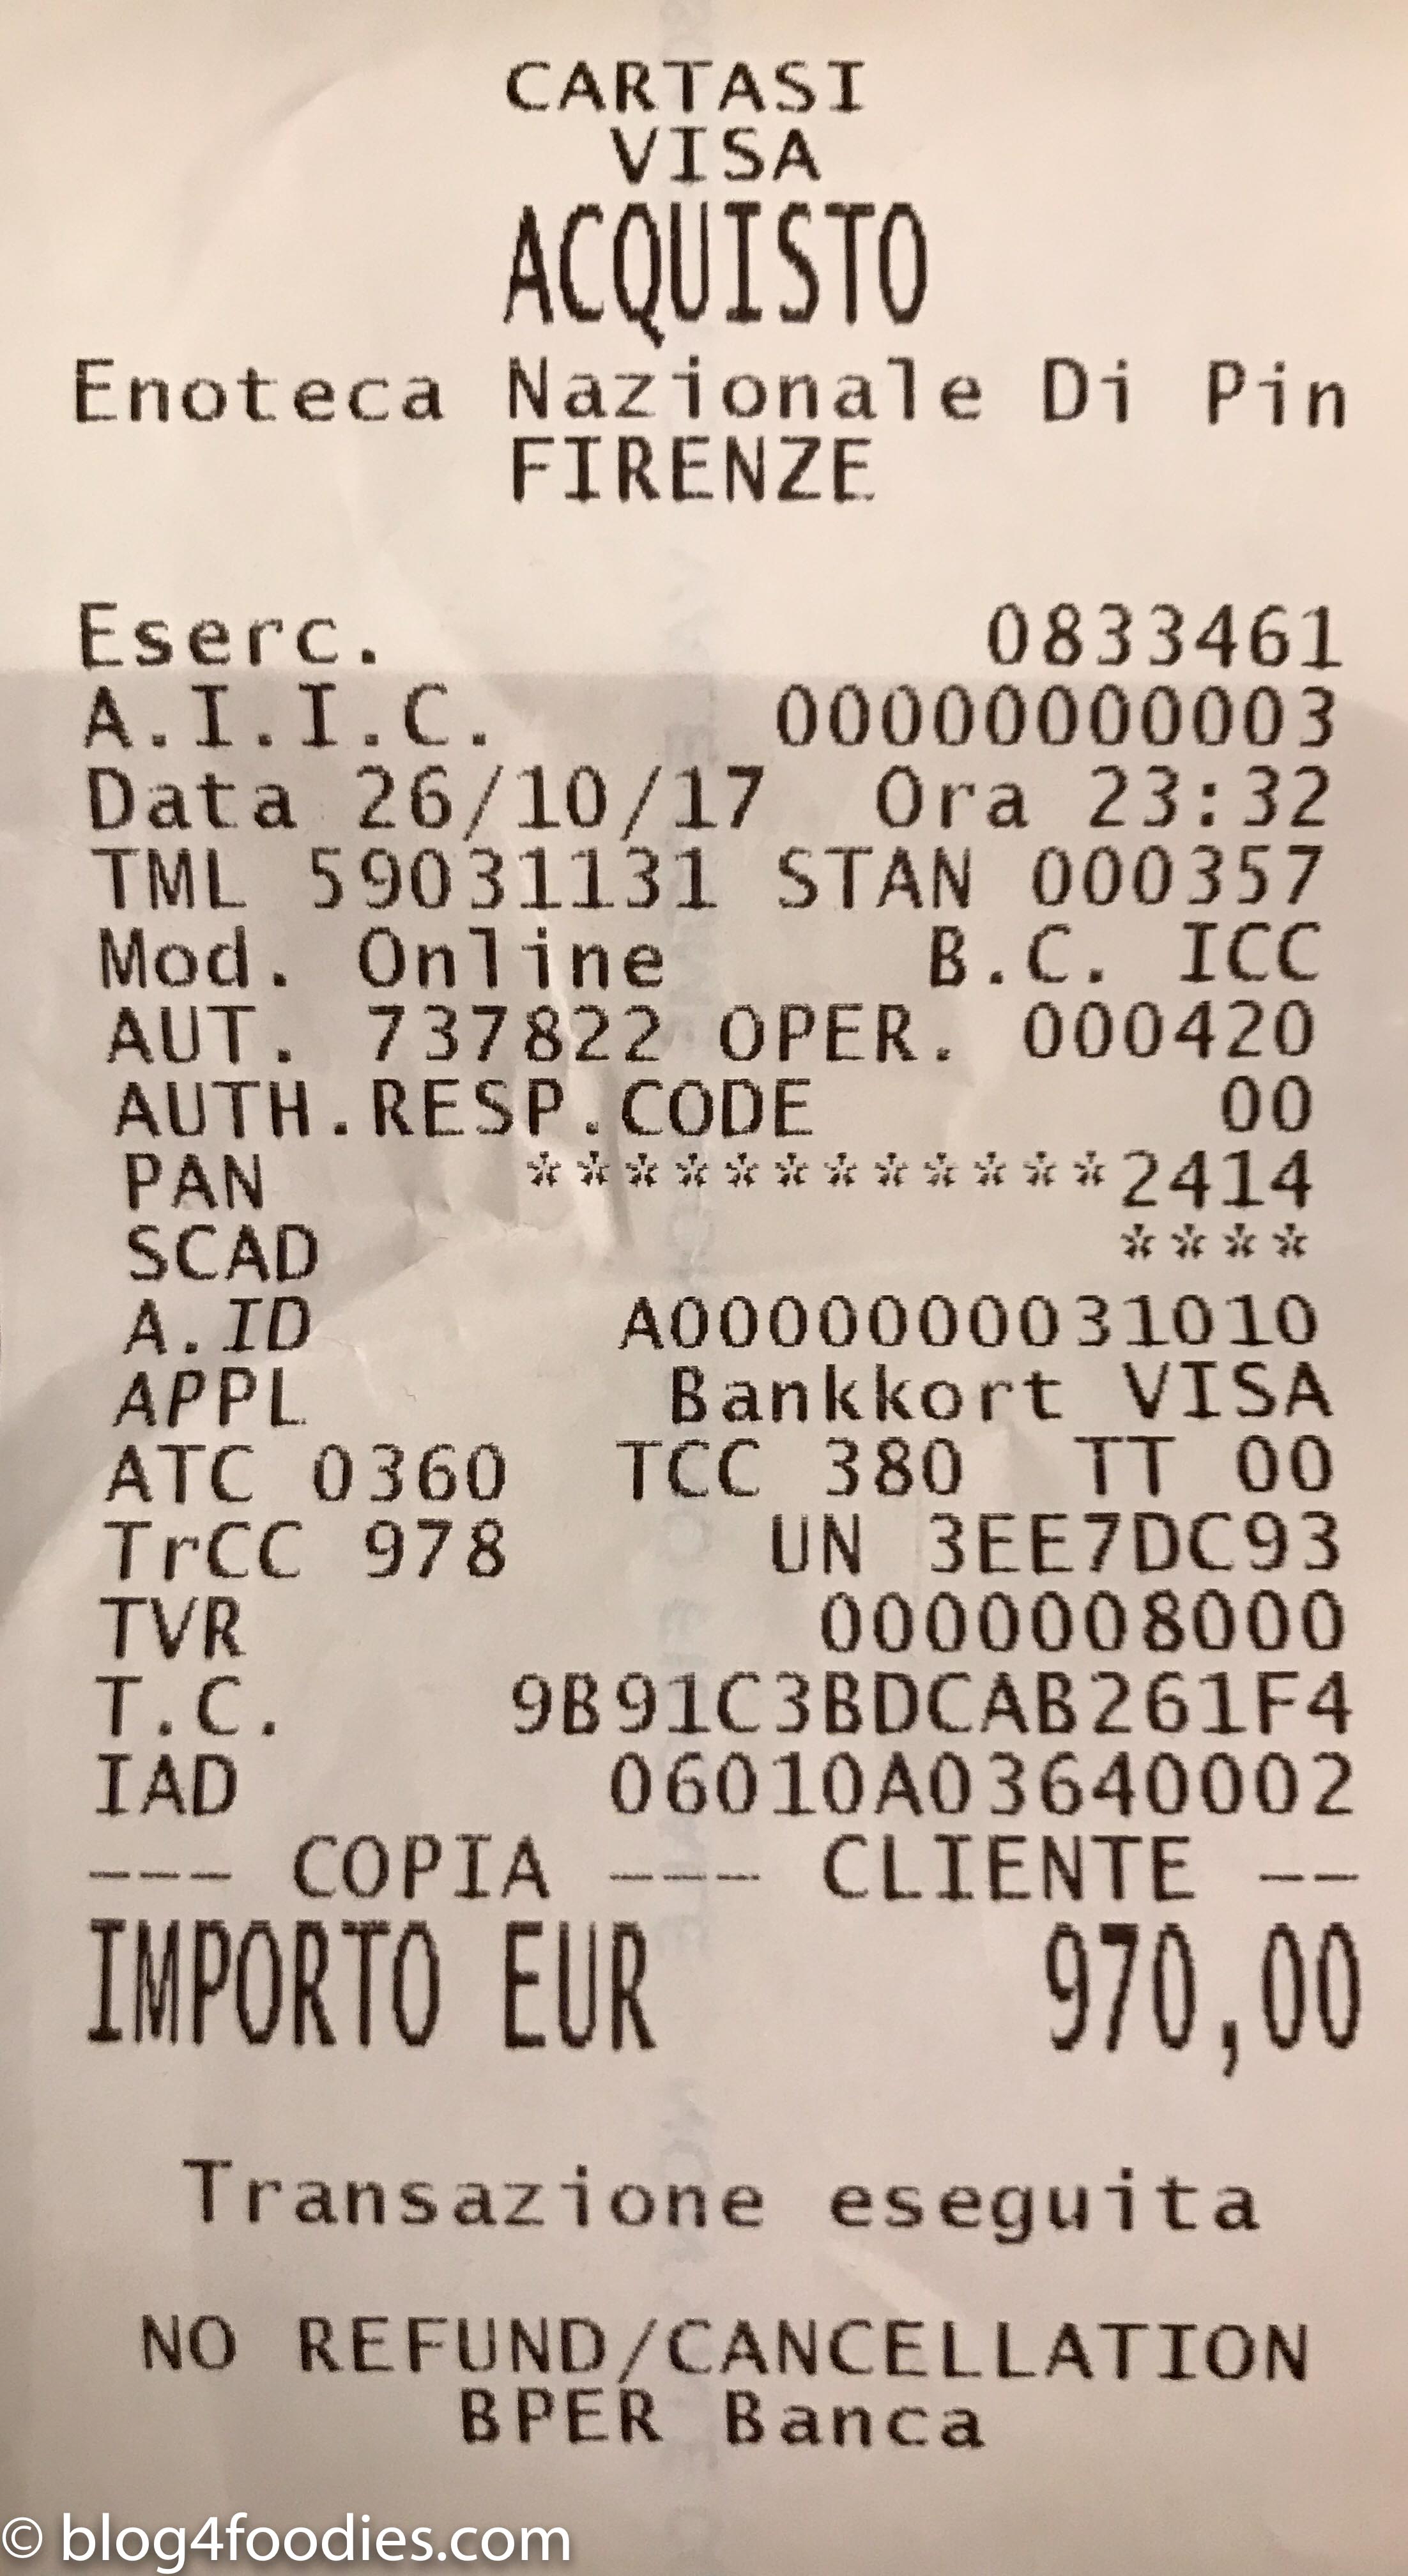 CARTASI
VISA
ACQUISTO
Enoteca Nazionale Di Pin
FIRENZE
Eserc. 0833461
A.I.I.C. 00000000003
Data 26/10/17 Ora 23:32
TML 59031131 STAN 000357
Mod. Online B.C. ICC
AUT. 737822 OPER. 000420
AUTH.RESP.CODE 00
PAN ************2414
SCAD ****
A.ID A0000000031010
APPL Bankkort VISA
ATC 0360 TCC 380 TT 00
TrCC 978 UN 3EE7DC93
TVR 0000008000
T.C. 9B91C3BDCAB261F4
IAD 06010A03640002
--- COPIA --- CLIENTE --
IMPORTO EUR 970,00
Transazione eseguita
NO REFUND/CANCELLATION
BPER Banca
© blog4foodies.com